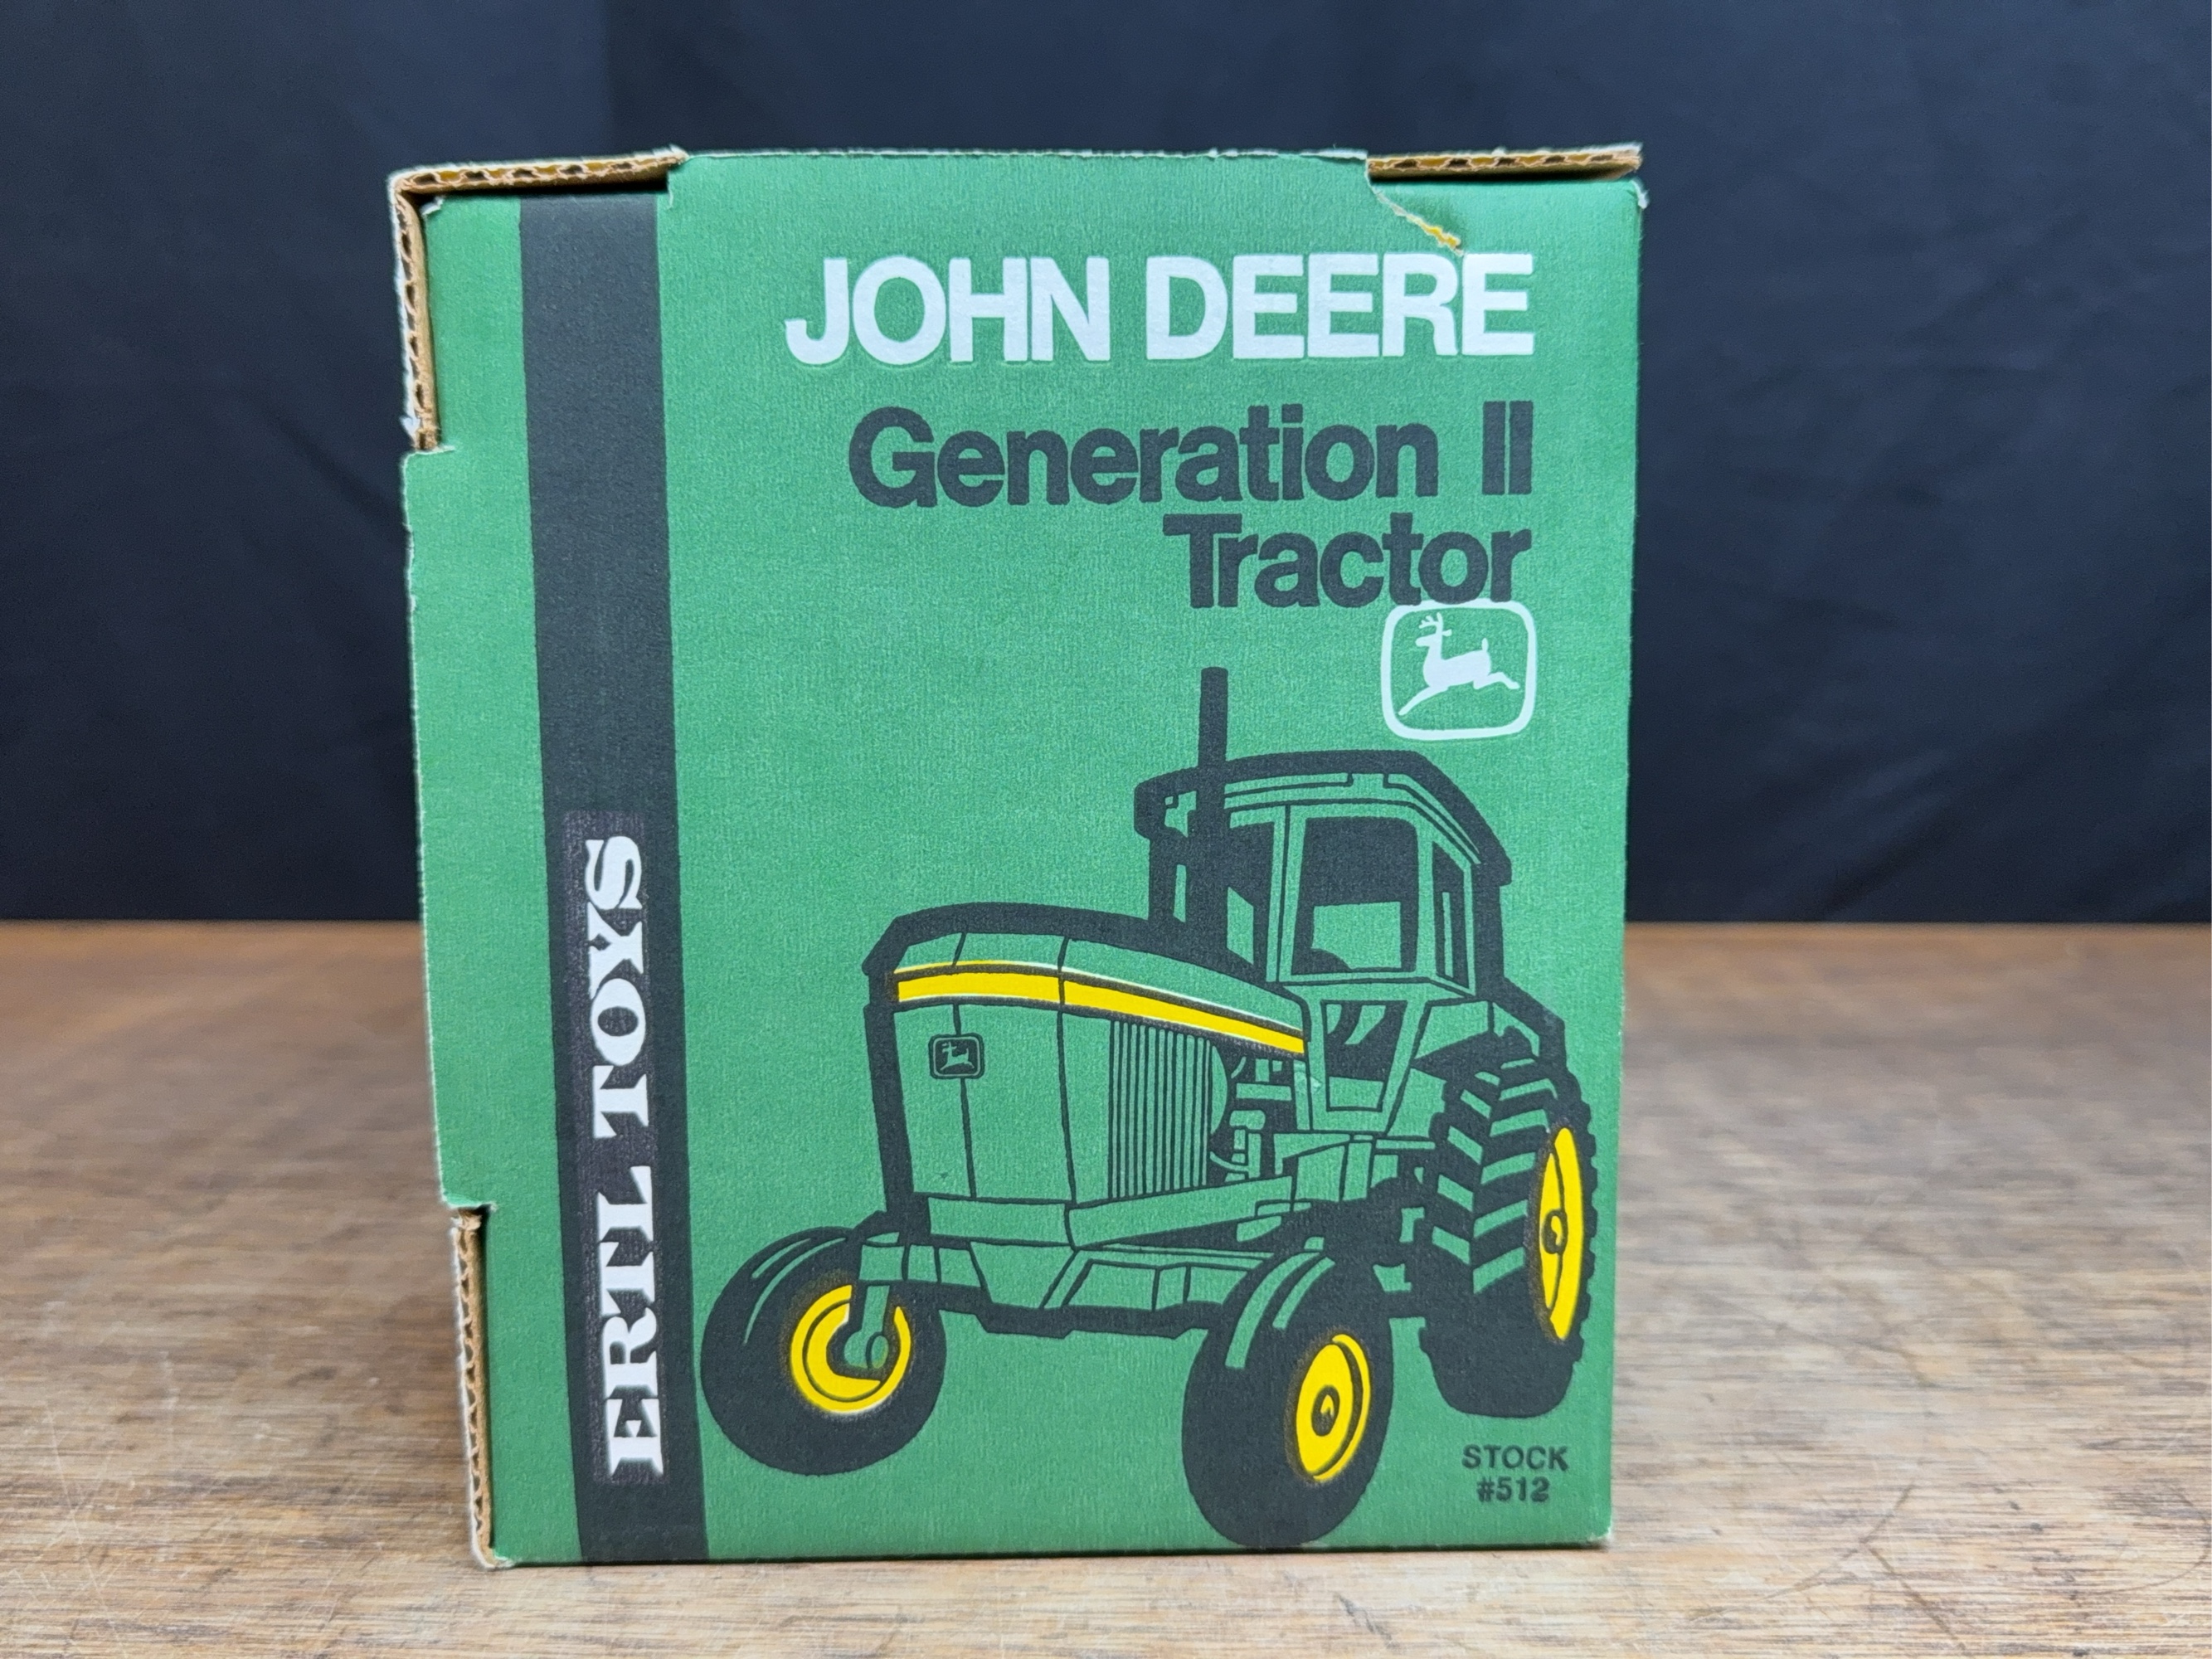 JOHN DEERE
Generation II
Tractor
ERTL TOYS
STOCK
#512